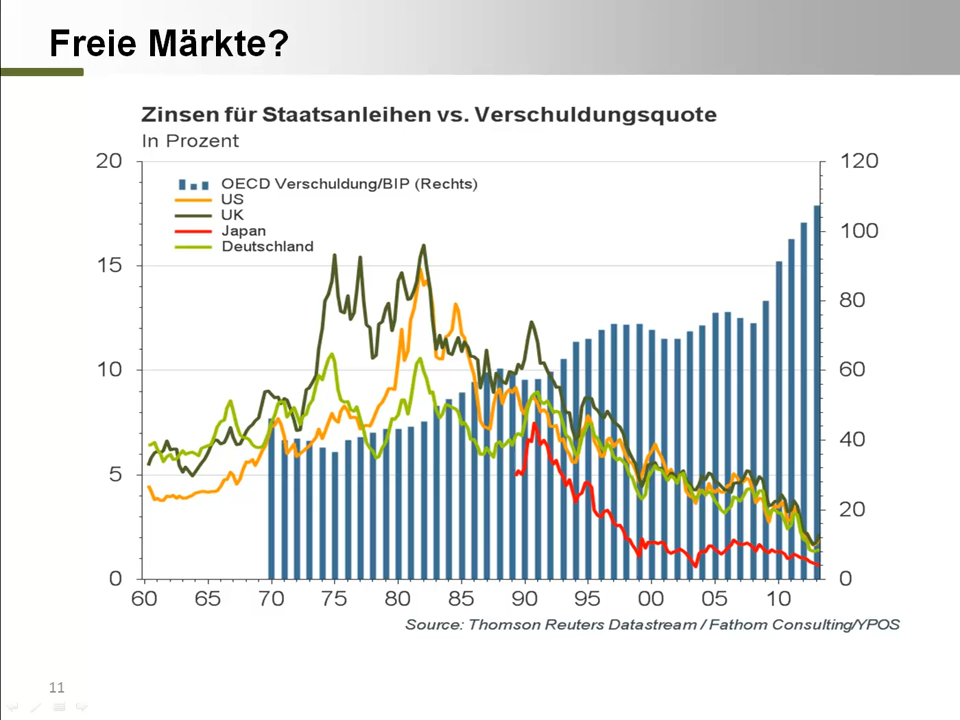 Freie Märkte?
Zinsen für Staatsanleihen vs. Verschuldungsquote
In Prozent
20 120
OECD Verschuldung/BIP (Rechts)
US
UK
Japan
Deutschland
100
15
80
10 60
40
5
20
0 0
60 65 70 75 80 85 90 95 00 05 10
Source: Thomson Reuters Datastream / Fathom Consulting/YPOS
11